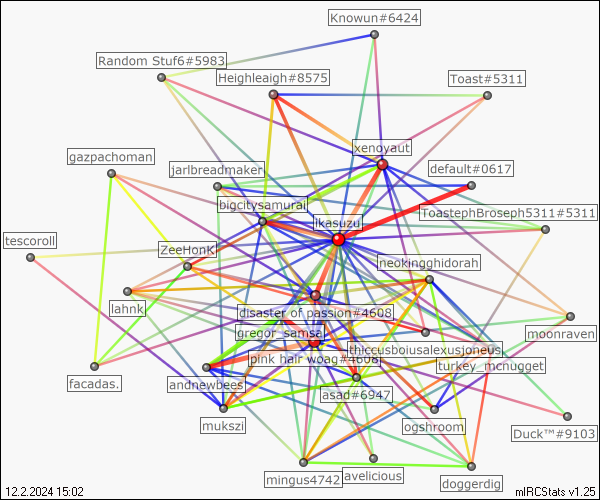 Knowun#6424
Random Stuf6#5983
Heighleaigh#8575
Toast#5311
xenoyaut
gazpachoman
jarlbreadmaker
default#0617
bigcitysamurai
ToastephBroseph5311#5311
ikasuzu
tescoroll
ZeeHonK
neokingghidorah
lahnk
disaster of passion#4608
gregor_samsa
moonraven
pink hair woag#4608
thiccusboiusalexusjoneus
turkey_mcnugget
facadas.
andnewbees
asad#6947
mukszi
ogshroom
Duck™#9103
mingus4742
avelicious
doggerdig
12.2.2024 15:02
mIRCStats v1.25